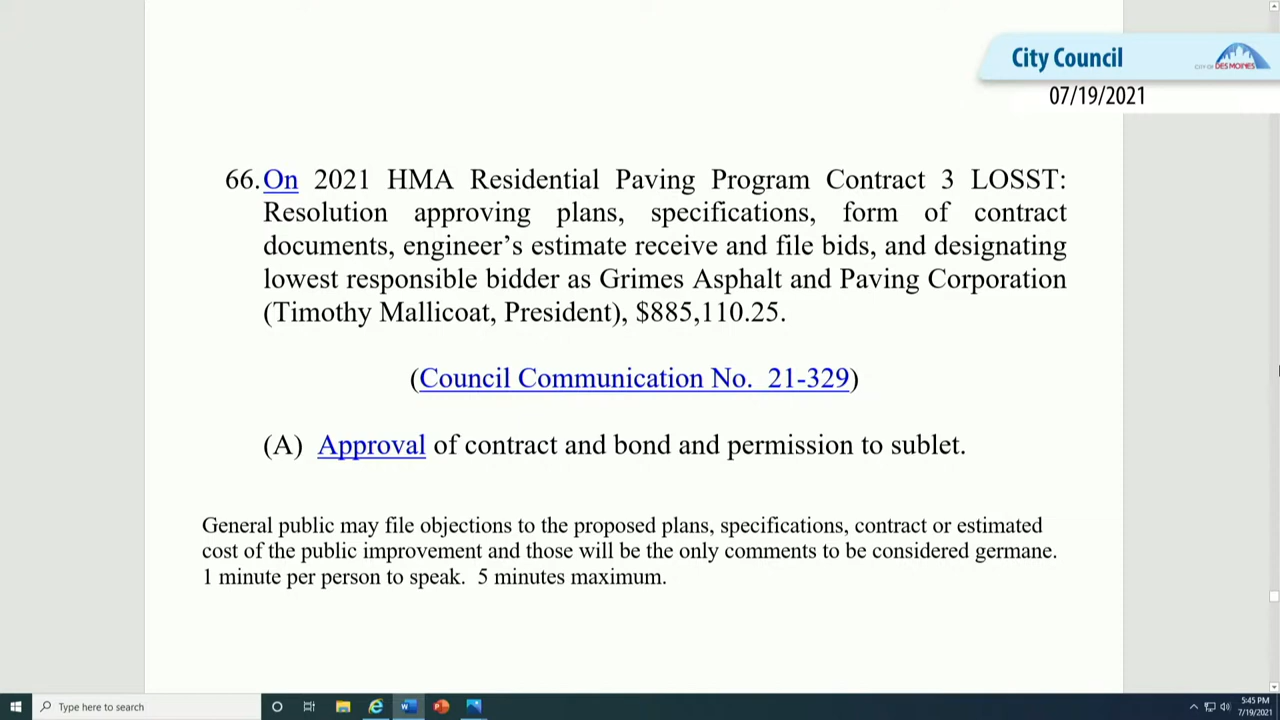 City Council
CITY OF DES MOINES
07/19/2021
66. On 2021 HMA Residential Paving Program Contract 3 LOSST:
Resolution approving plans, specifications, form of contract
documents, engineer’s estimate receive and file bids, and designating
lowest responsible bidder as Grimes Asphalt and Paving Corporation
(Timothy Mallicoat, President), $885,110.25.
(Council Communication No. 21-329)
(A) Approval of contract and bond and permission to sublet.
General public may file objections to the proposed plans, specifications, contract or estimated
cost of the public improvement and those will be the only comments to be considered germane.
1 minute per person to speak. 5 minutes maximum.
Type here to search
5:45 PM
7/19/2021